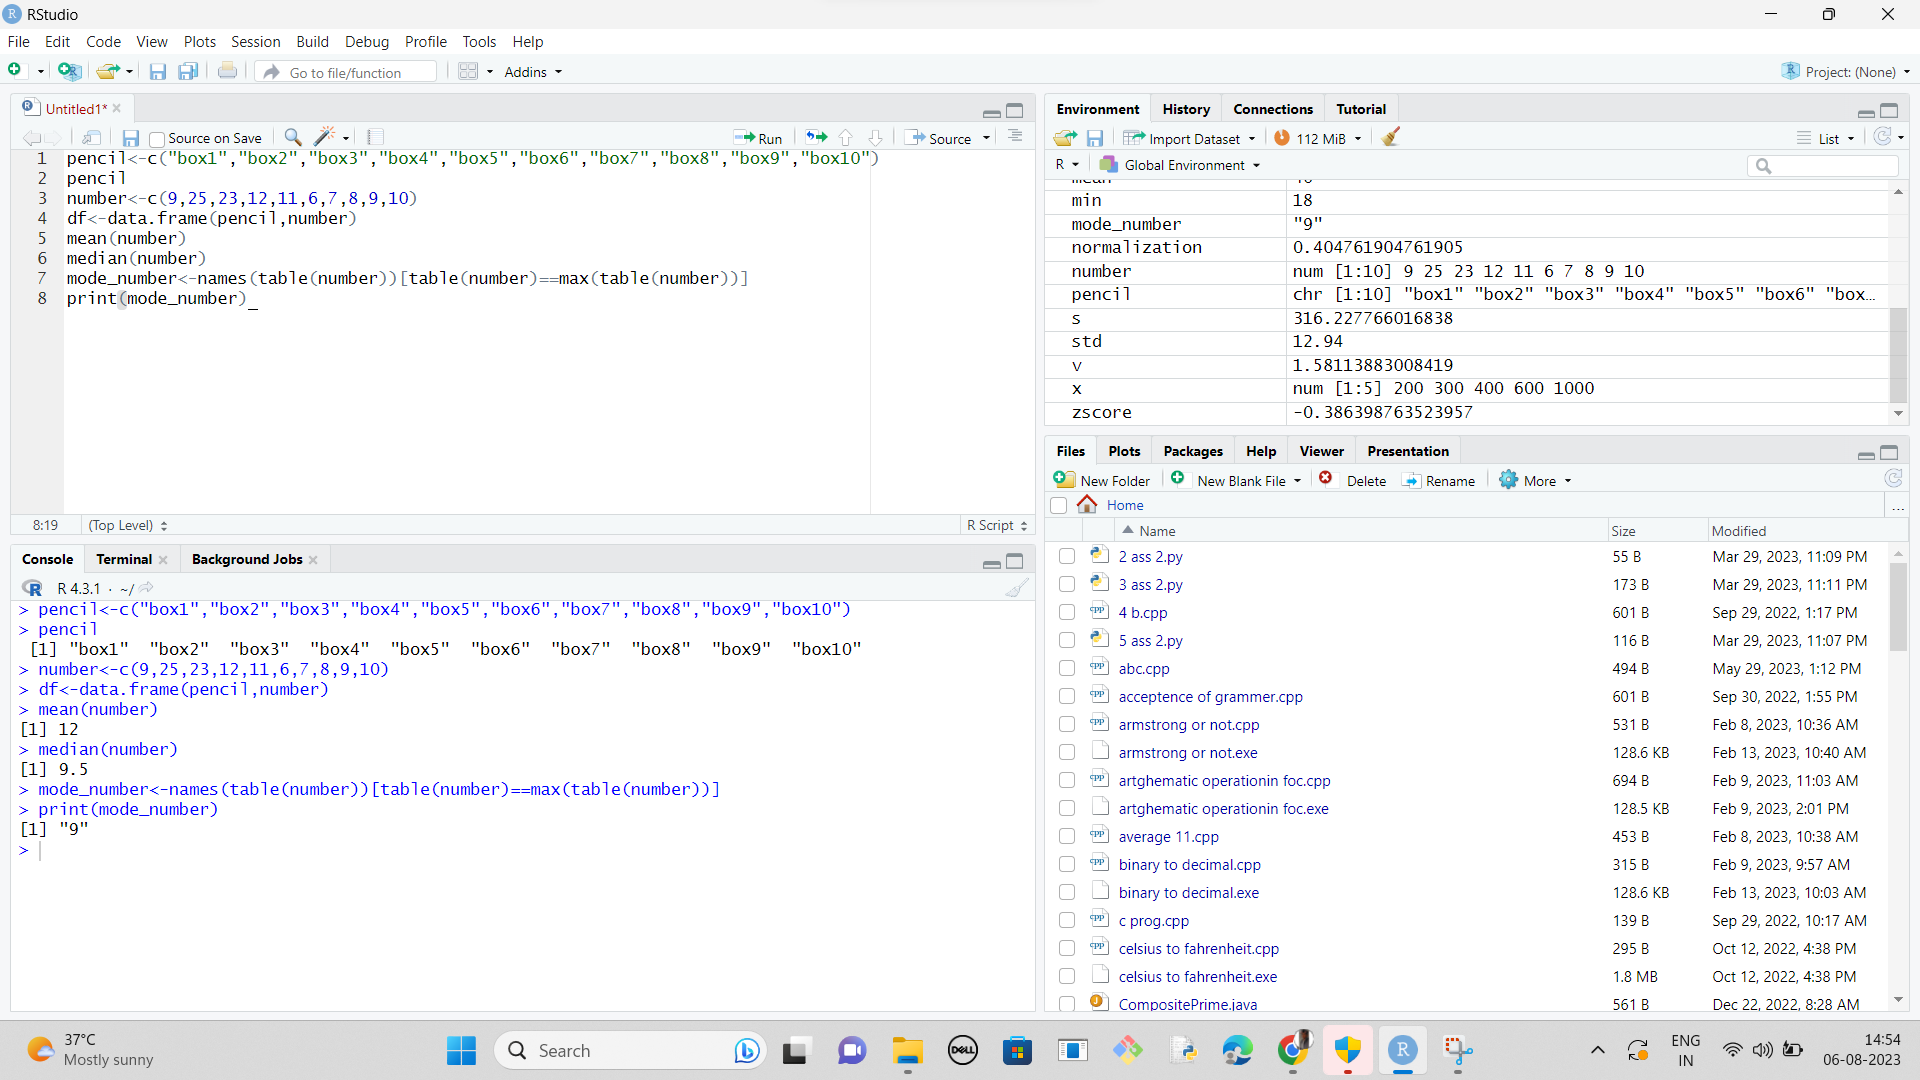 RStudio
File Edit Code View Plots Session Build Debug Profile Tools Help
Go to file/function Addins Project: (None)
Untitled1*
Source on Save Run Source
1 pencil<-c("box1","box2","box3","box4","box5","box6","box7","box8","box9","box10")
2 pencil
3 number<-c(9,25,23,12,11,6,7,8,9,10)
4 df<-data.frame(pencil,number)
5 mean(number)
6 median(number)
7 mode_number<-names(table(number))[table(number)==max(table(number))]
8 print(mode_number)
8:19 (Top Level) R Script
Console Terminal Background Jobs
R 4.3.1 · ~/
> pencil<-c("box1","box2","box3","box4","box5","box6","box7","box8","box9","box10")
> pencil
[1] "box1" "box2" "box3" "box4" "box5" "box6" "box7" "box8" "box9" "box10"
> number<-c(9,25,23,12,11,6,7,8,9,10)
> df<-data.frame(pencil,number)
> mean(number)
[1] 12
> median(number)
[1] 9.5
> mode_number<-names(table(number))[table(number)==max(table(number))]
> print(mode_number)
[1] "9"
>
Environment History Connections Tutorial
Import Dataset 112 MiB List
R Global Environment
min 18
mode_number "9"
normalization 0.404761904761905
number num [1:10] 9 25 23 12 11 6 7 8 9 10
pencil chr [1:10] "box1" "box2" "box3" "box4" "box5" "box6" "box…
s 316.227766016838
std 12.94
v 1.58113883008419
x num [1:5] 200 300 400 600 1000
zscore -0.386398763523957
Files Plots Packages Help Viewer Presentation
New Folder New Blank File Delete Rename More
Home ...
Name Size Modified
2 ass 2.py 55 B Mar 29, 2023, 11:09 PM
3 ass 2.py 173 B Mar 29, 2023, 11:11 PM
4 b.cpp 601 B Sep 29, 2022, 1:17 PM
5 ass 2.py 116 B Mar 29, 2023, 11:07 PM
abc.cpp 494 B May 29, 2023, 1:12 PM
acceptence of grammer.cpp 601 B Sep 30, 2022, 1:55 PM
armstrong or not.cpp 531 B Feb 8, 2023, 10:36 AM
armstrong or not.exe 128.6 KB Feb 13, 2023, 10:40 AM
artghematic operationin foc.cpp 694 B Feb 9, 2023, 11:03 AM
artghematic operationin foc.exe 128.5 KB Feb 9, 2023, 2:01 PM
average 11.cpp 453 B Feb 8, 2023, 10:38 AM
binary to decimal.cpp 315 B Feb 9, 2023, 9:57 AM
binary to decimal.exe 128.6 KB Feb 13, 2023, 10:03 AM
c prog.cpp 139 B Sep 29, 2022, 10:17 AM
celsius to fahrenheit.cpp 295 B Oct 12, 2022, 4:38 PM
celsius to fahrenheit.exe 1.8 MB Oct 12, 2022, 4:38 PM
CompositePrime.java 561 B Dec 22, 2022, 8:28 AM
37°C
Mostly sunny
Search
DELL
ENG
IN
14:54
06-08-2023